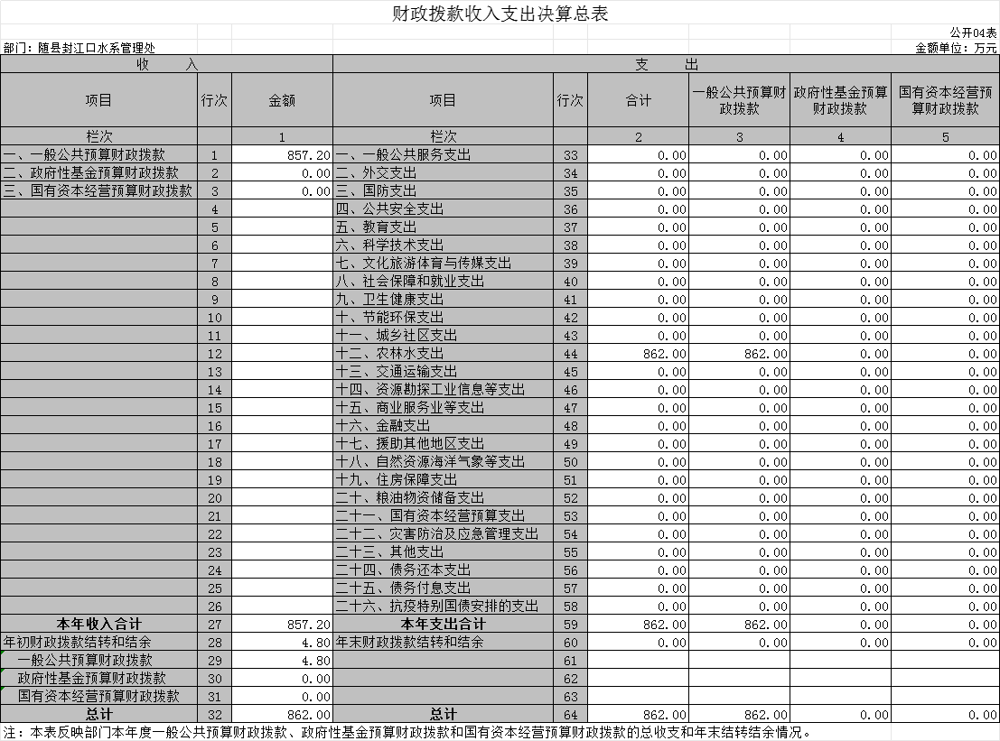 财政拨款收入支出决算总表
公开04表
部门：随县封江口水系管理处 金额单位：万元
收 入 支 出
项目 行次 金额 项目 行次 合计 一般公共预算财政拨款 政府性基金预算财政拨款 国有资本经营预算财政拨款
栏次 1 栏次 2 3 4 5
一、一般公共预算财政拨款 1 857.20 一、一般公共服务支出 33 0.00 0.00 0.00 0.00
二、政府性基金预算财政拨款 2 0.00 二、外交支出 34 0.00 0.00 0.00 0.00
三、国有资本经营预算财政拨款 3 0.00 三、国防支出 35 0.00 0.00 0.00 0.00
4 四、公共安全支出 36 0.00 0.00 0.00 0.00
5 五、教育支出 37 0.00 0.00 0.00 0.00
6 六、科学技术支出 38 0.00 0.00 0.00 0.00
7 七、文化旅游体育与传媒支出 39 0.00 0.00 0.00 0.00
8 八、社会保障和就业支出 40 0.00 0.00 0.00 0.00
9 九、卫生健康支出 41 0.00 0.00 0.00 0.00
10 十、节能环保支出 42 0.00 0.00 0.00 0.00
11 十一、城乡社区支出 43 0.00 0.00 0.00 0.00
12 十二、农林水支出 44 862.00 862.00 0.00 0.00
13 十三、交通运输支出 45 0.00 0.00 0.00 0.00
14 十四、资源勘探工业信息等支出 46 0.00 0.00 0.00 0.00
15 十五、商业服务业等支出 47 0.00 0.00 0.00 0.00
16 十六、金融支出 48 0.00 0.00 0.00 0.00
17 十七、援助其他地区支出 49 0.00 0.00 0.00 0.00
18 十八、自然资源海洋气象等支出 50 0.00 0.00 0.00 0.00
19 十九、住房保障支出 51 0.00 0.00 0.00 0.00
20 二十、粮油物资储备支出 52 0.00 0.00 0.00 0.00
21 二十一、国有资本经营预算支出 53 0.00 0.00 0.00 0.00
22 二十二、灾害防治及应急管理支出 54 0.00 0.00 0.00 0.00
23 二十三、其他支出 55 0.00 0.00 0.00 0.00
24 二十四、债务还本支出 56 0.00 0.00 0.00 0.00
25 二十五、债务付息支出 57 0.00 0.00 0.00 0.00
26 二十六、抗疫特别国债安排的支出 58 0.00 0.00 0.00 0.00
本年收入合计 27 857.20 本年支出合计 59 862.00 862.00 0.00 0.00
年初财政拨款结转和结余 28 4.80 年末财政拨款结转和结余 60 0.00 0.00 0.00 0.00
一般公共预算财政拨款 29 4.80 61
政府性基金预算财政拨款 30 0.00 62
国有资本经营预算财政拨款 31 0.00 63
总计 32 862.00 总计 64 862.00 862.00 0.00 0.00
注：本表反映部门本年度一般公共预算财政拨款、政府性基金预算财政拨款和国有资本经营预算财政拨款的总收支和年末结转结余情况。